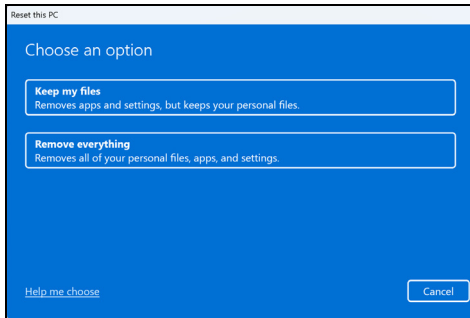 Reset this PC
Choose an option
Keep my files
Removes apps and settings, but keeps your personal files.
Remove everything
Removes all of your personal files, apps, and settings.
Help me choose
Cancel